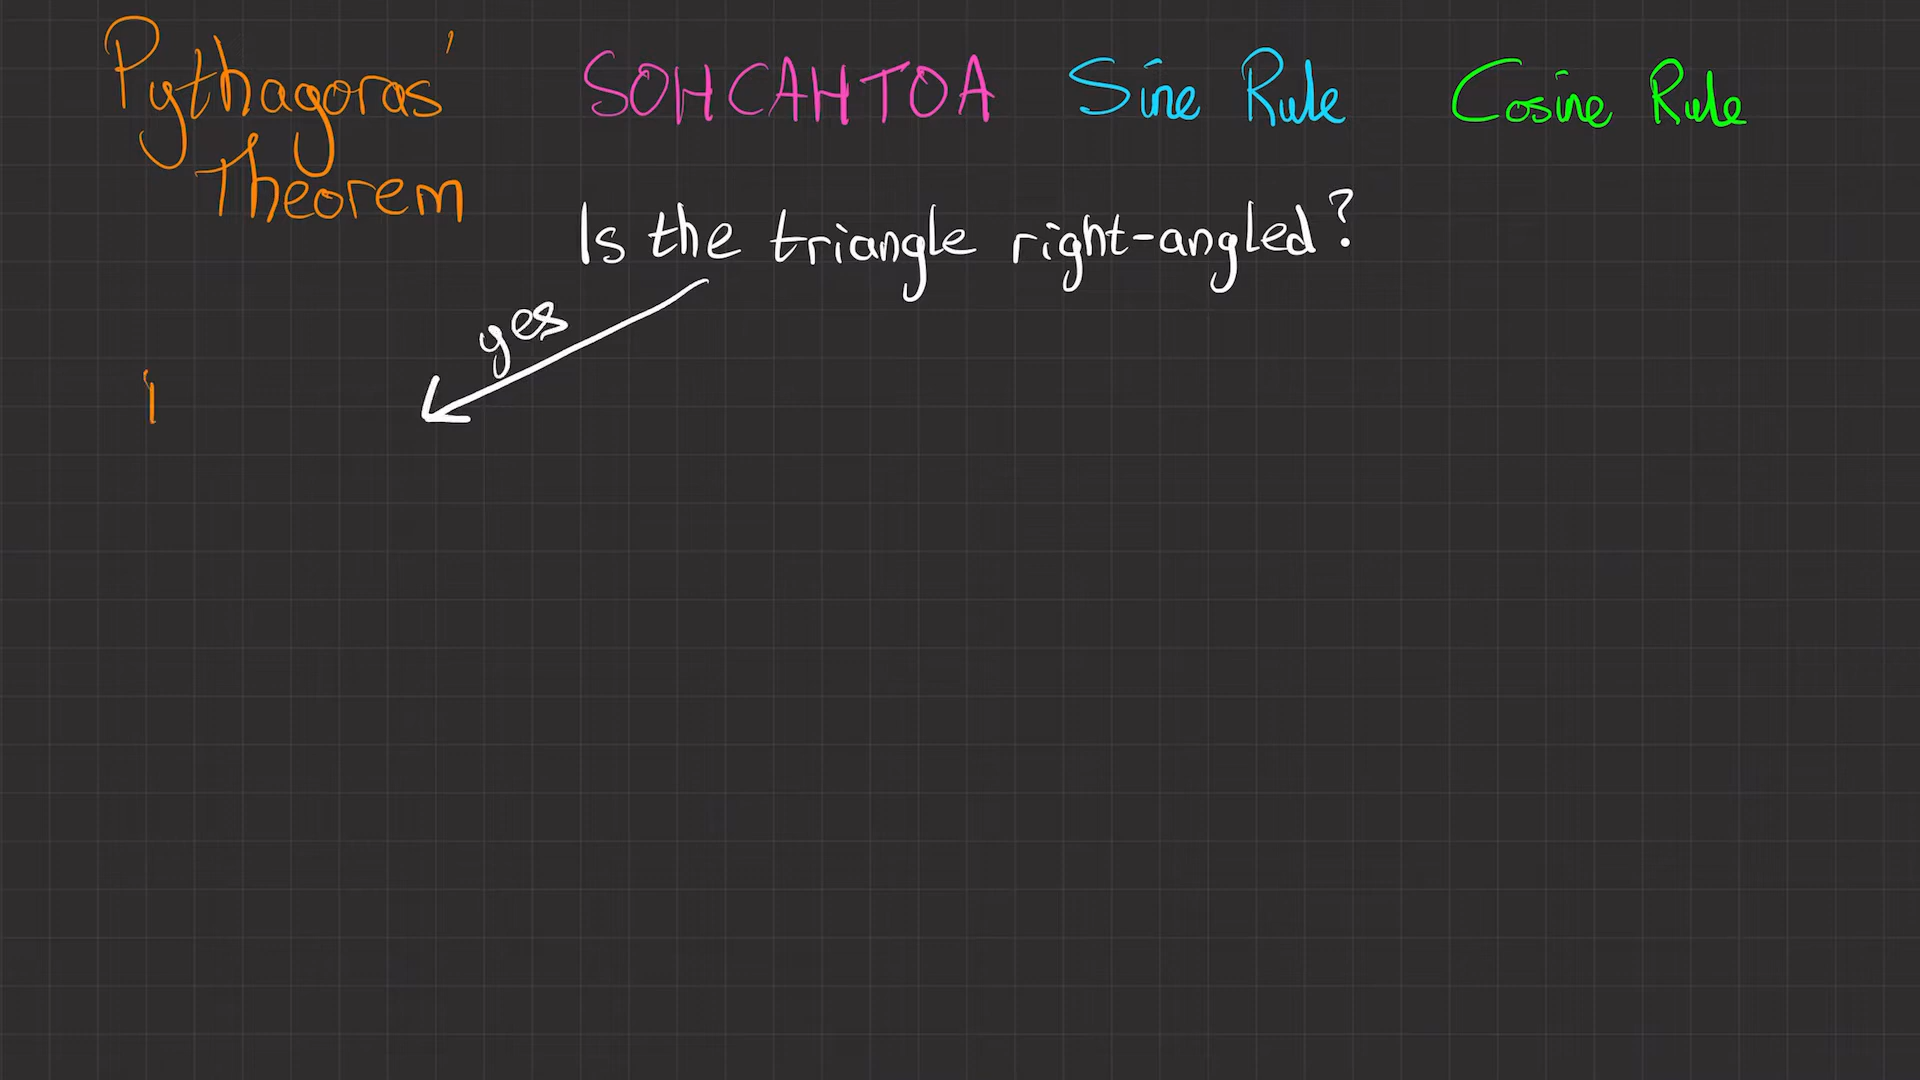 Pythagoras' Theorem
SOHCAHTOA
Sine Rule
Cosine Rule
Is the triangle right-angled?
yes